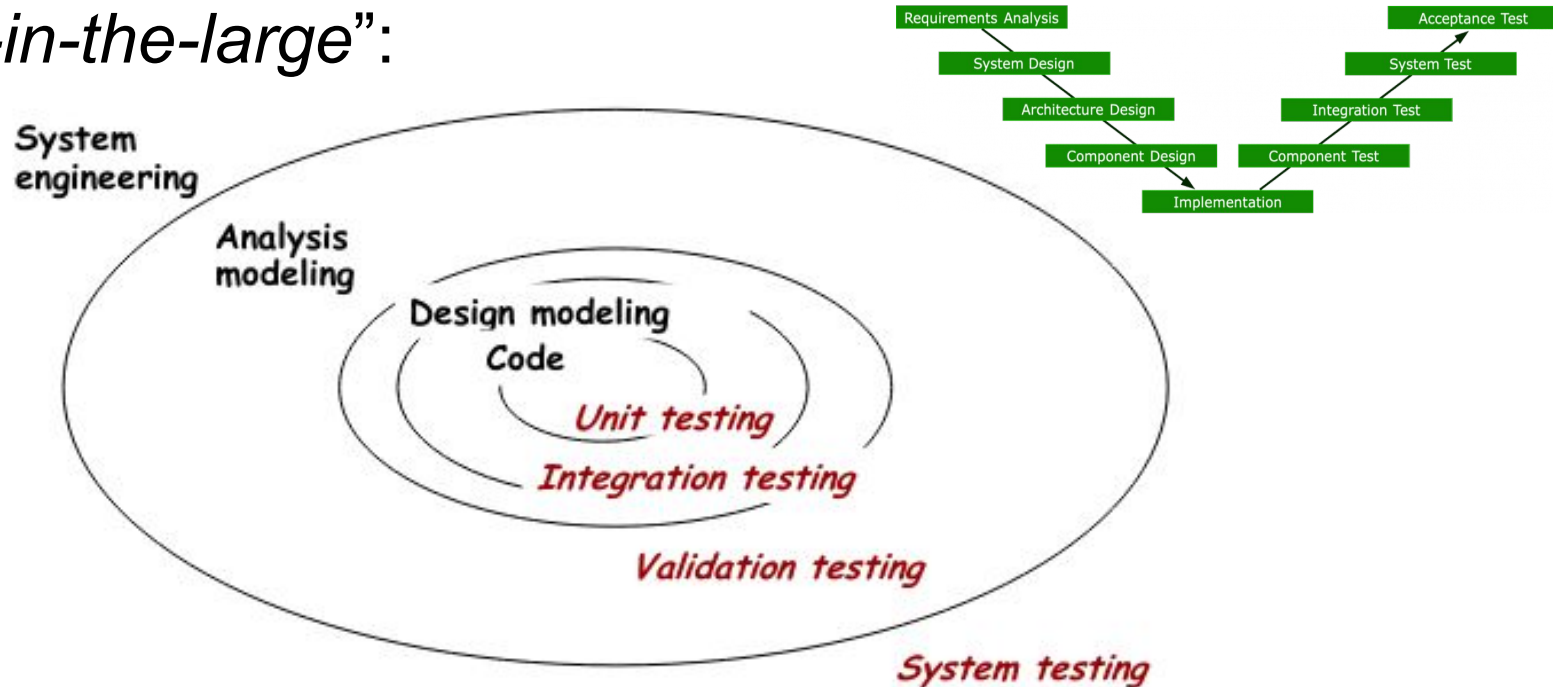 -in-the-large”:
Requirements Analysis
System Design
Architecture Design
Component Design
Implementation
Component Test
Integration Test
System Test
Acceptance Test
System
engineering
Analysis
modeling
Design modeling
Code
Unit testing
Integration testing
Validation testing
System testing